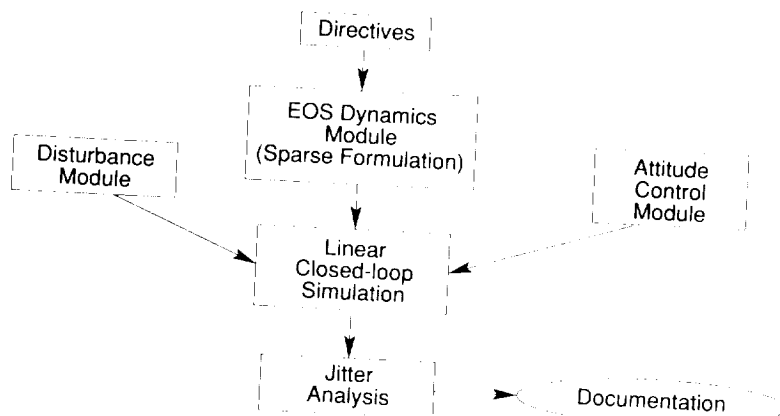 Directives
EOS Dynamics
Module
(Sparse Formulation)
Disturbance
Module
Attitude
Control
Module
Linear
Closed-loop
Simulation
Jitter
Analysis
Documentation